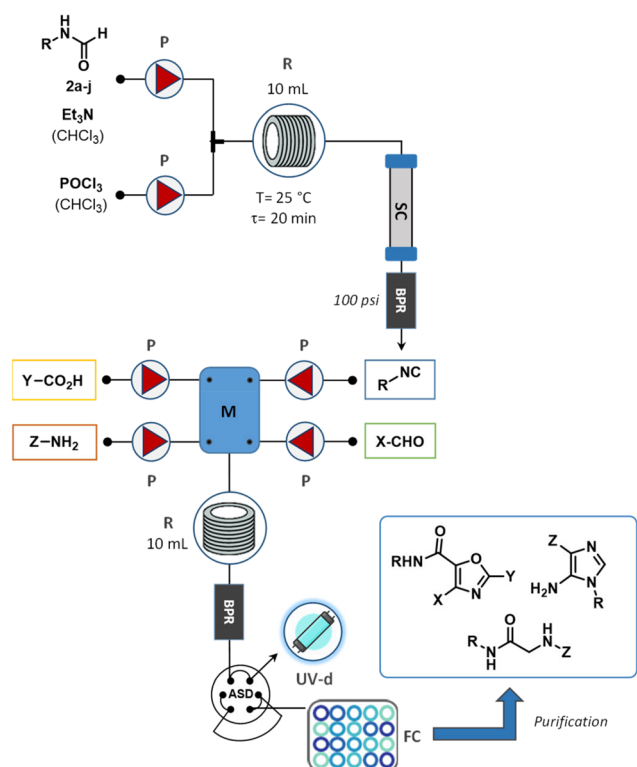 H
R N H
O
P
R
2a-j
10 mL
Et₃N
(CHCl₃)
P
POCl₃
(CHCl₃)
T= 25 °C
τ= 20 min
SC
100 psi
BPR
P
P
Y–CO₂H
R NC
M
Z–NH₂
X-CHO
P
P
R
10 mL
BPR
UV-d
ASD
FC
O
RHN
O
Y
X
N
Z
N
H₂N
N
R
O
H
R N
N Z
H
Purification